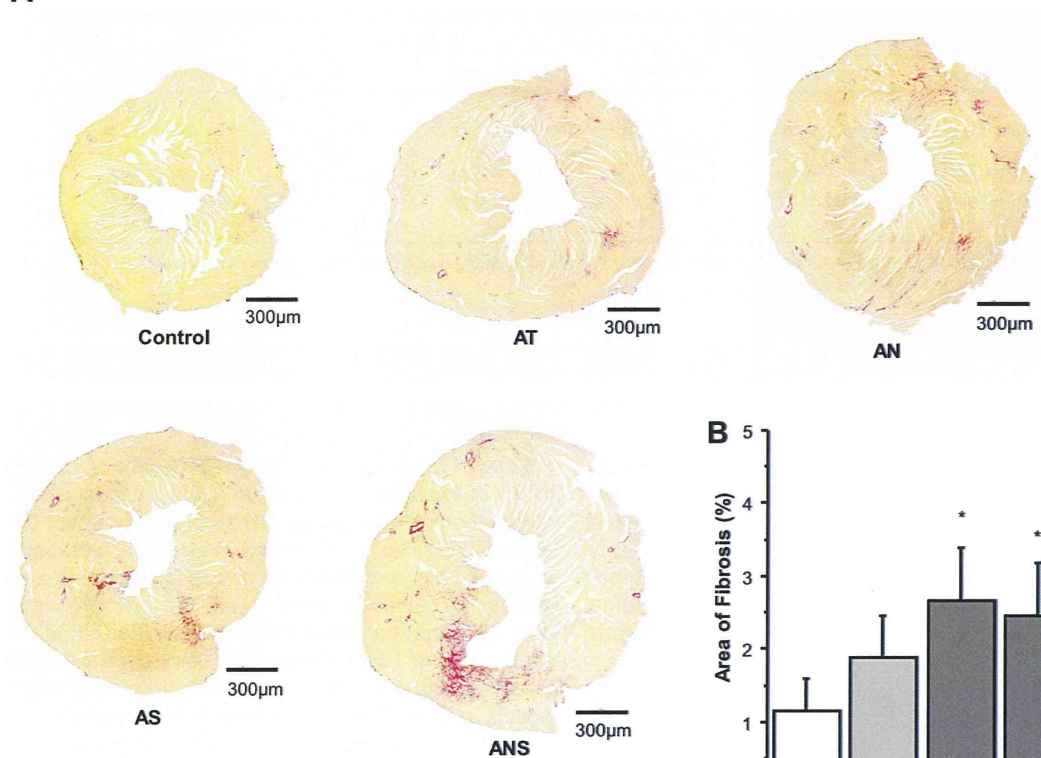 300μm
Control
300μm
AT
300μm
AN
300μm
AS
300μm
ANS
B
Area of Fibrosis (%)
5
4
3
2
1
*
*